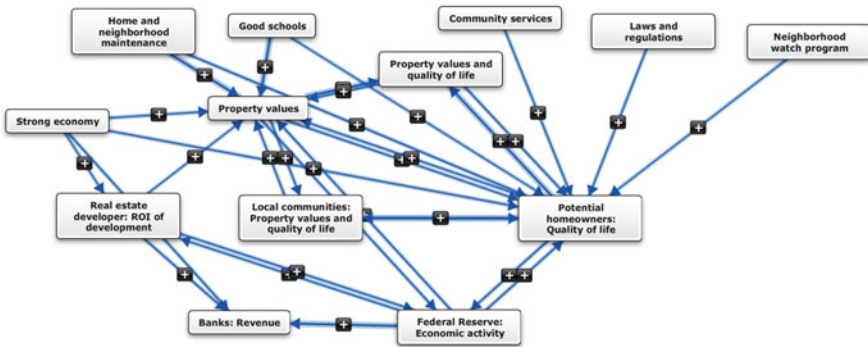 Home and
neighborhood
maintenance
Good schools
Community services
Laws and
regulations
Neighborhood
watch program
Property values and
quality of life
Property values
Strong economy
Real estate
developer: ROI of
development
Local communities:
Property values and
quality of life
Potential
homeowners:
Quality of life
Banks: Revenue
Federal Reserve:
Economic activity